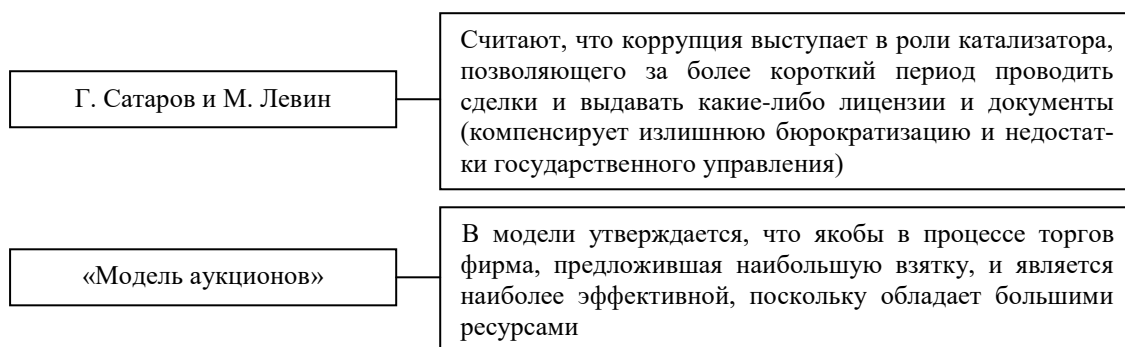 Г. Сатаров и М. Левин
Считают, что коррупция выступает в роли катализатора,
позволяющего за более короткий период проводить
сделки и выдавать какие-либо лицензии и документы
(компенсирует излишнюю бюрократизацию и недостат-
ки государственного управления)
«Модель аукционов»
В модели утверждается, что якобы в процессе торгов
фирма, предложившая наибольшую взятку, и является
наиболее эффективной, поскольку обладает большими
ресурсами